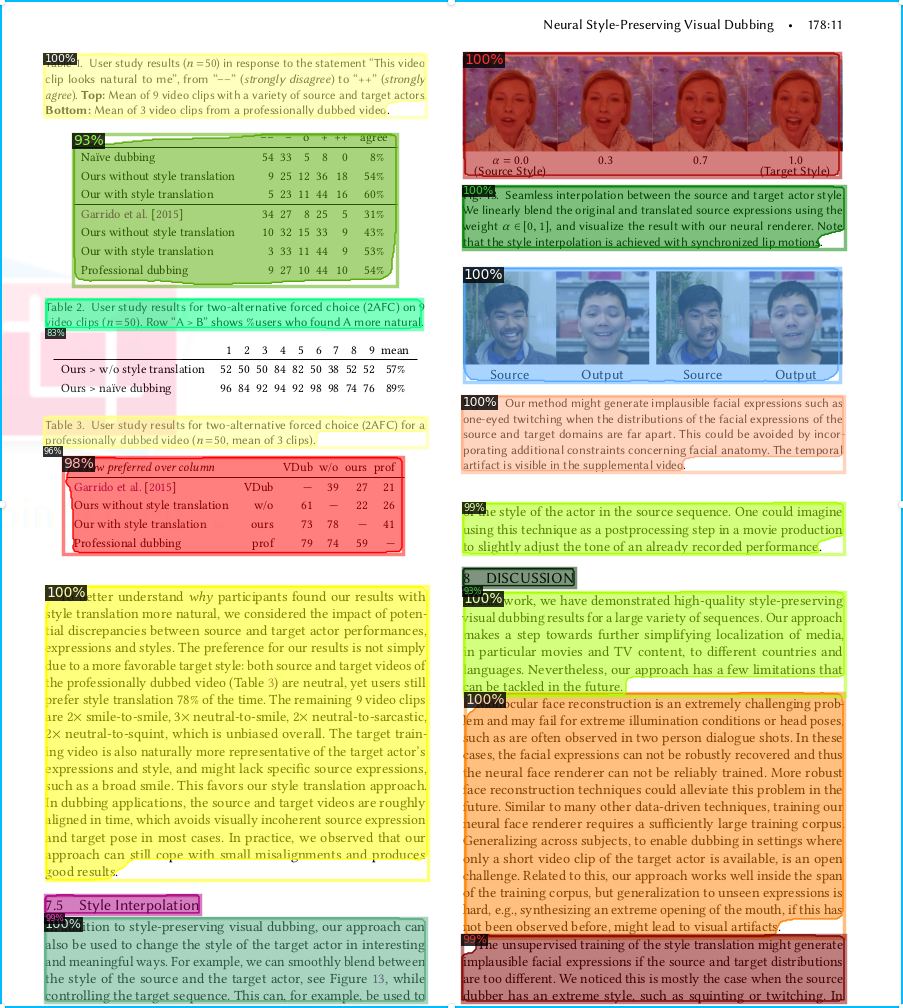 Neural Style-Preserving Visual Dubbing • 178:11
100%
1. User study results (n=50) in response to the statement “This video
clip looks natural to me”, from “−−” (strongly disagree) to “++” (strongly
agree). Top: Mean of 9 video clips with a variety of source and target actors
Bottom: Mean of 3 video clips from a professionally dubbed video.
93%
−− − o + ++ agree
Naïve dubbing 54 33 5 8 0 8%
Ours without style translation 9 25 12 36 18 54%
Our with style translation 5 23 11 44 16 60%
Garrido et al. [2015] 34 27 8 25 5 31%
Ours without style translation 10 32 15 33 9 43%
Our with style translation 3 33 11 44 9 53%
Professional dubbing 9 27 10 44 10 54%
Table 2. User study results for two-alternative forced choice (2AFC) on 9
video clips (n=50). Row “A > B” shows %users who found A more natural.
83%
1 2 3 4 5 6 7 8 9 mean
Ours > w/o style translation 52 50 50 84 82 50 38 52 52 57%
Ours > naïve dubbing 96 84 92 94 92 98 98 74 76 89%
Table 3. User study results for two-alternative forced choice (2AFC) for a
professionally dubbed video (n=50, mean of 3 clips).
96%
98%
preferred over column VDub w/o ours prof
Garrido et al. [2015] VDub — 39 27 21
Ours without style translation w/o 61 — 22 26
Our with style translation ours 73 78 — 41
Professional dubbing prof 79 74 59 —
100%
etter understand why participants found our results with
style translation more natural, we considered the impact of poten-
tial discrepancies between source and target actor performances,
expressions and styles. The preference for our results is not simply
due to a more favorable target style: both source and target videos of
the professionally dubbed video (Table 3) are neutral, yet users still
prefer style translation 78% of the time. The remaining 9 video clips
are 2× smile-to-smile, 3× neutral-to-smile, 2× neutral-to-sarcastic,
2× neutral-to-squint, which is unbiased overall. The target train-
ing video is also naturally more representative of the target actor’s
expressions and style, and might lack specific source expressions,
such as a broad smile. This favors our style translation approach.
In dubbing applications, the source and target videos are roughly
aligned in time, which avoids visually incoherent source expression
and target pose in most cases. In practice, we observed that our
approach can still cope with small misalignments and produces
good results.
7.5 Style Interpolation
99%
100%
ition to style-preserving visual dubbing, our approach can
also be used to change the style of the target actor in interesting
and meaningful ways. For example, we can smoothly blend between
the style of the source and the target actor, see Figure 13, while
controlling the target sequence. This can, for example, be used to
100%
α = 0.0 0.3 0.7 1.0
(Source Style) (Target Style)
100%
Seamless interpolation between the source and target actor style.
We linearly blend the original and translated source expressions using the
weight α ∈ [0, 1], and visualize the result with our neural renderer. Note
that the style interpolation is achieved with synchronized lip motions.
100%
Source Output Source Output
100%
Our method might generate implausible facial expressions such as
one-eyed twitching when the distributions of the facial expressions of the
source and target domains are far apart. This could be avoided by incor-
porating additional constraints concerning facial anatomy. The temporal
artifact is visible in the supplemental video.
99%
the style of the actor in the source sequence. One could imagine
using this technique as a postprocessing step in a movie production
to slightly adjust the tone of an already recorded performance.
8 DISCUSSION
93%
100%
work, we have demonstrated high-quality style-preserving
visual dubbing results for a large variety of sequences. Our approach
makes a step towards further simplifying localization of media,
in particular movies and TV content, to different countries and
languages. Nevertheless, our approach has a few limitations that
can be tackled in the future.
100%
ocular face reconstruction is an extremely challenging prob-
lem and may fail for extreme illumination conditions or head poses,
such as are often observed in two person dialogue shots. In these
cases, the facial expressions can not be robustly recovered and thus
the neural face renderer can not be reliably trained. More robust
face reconstruction techniques could alleviate this problem in the
future. Similar to many other data-driven techniques, training our
neural face renderer requires a sufficiently large training corpus.
Generalizing across subjects, to enable dubbing in settings where
only a short video clip of the target actor is available, is an open
challenge. Related to this, our approach works well inside the span
of the training corpus, but generalization to unseen expressions is
hard, e.g., synthesizing an extreme opening of the mouth, if this has
not been observed before, might lead to visual artifacts.
99%
The unsupervised training of the style translation might generate
implausible facial expressions if the source and target distributions
are too different. We noticed this is mostly the case when the source
dubber has an extreme style, such as squinting or twitching. In